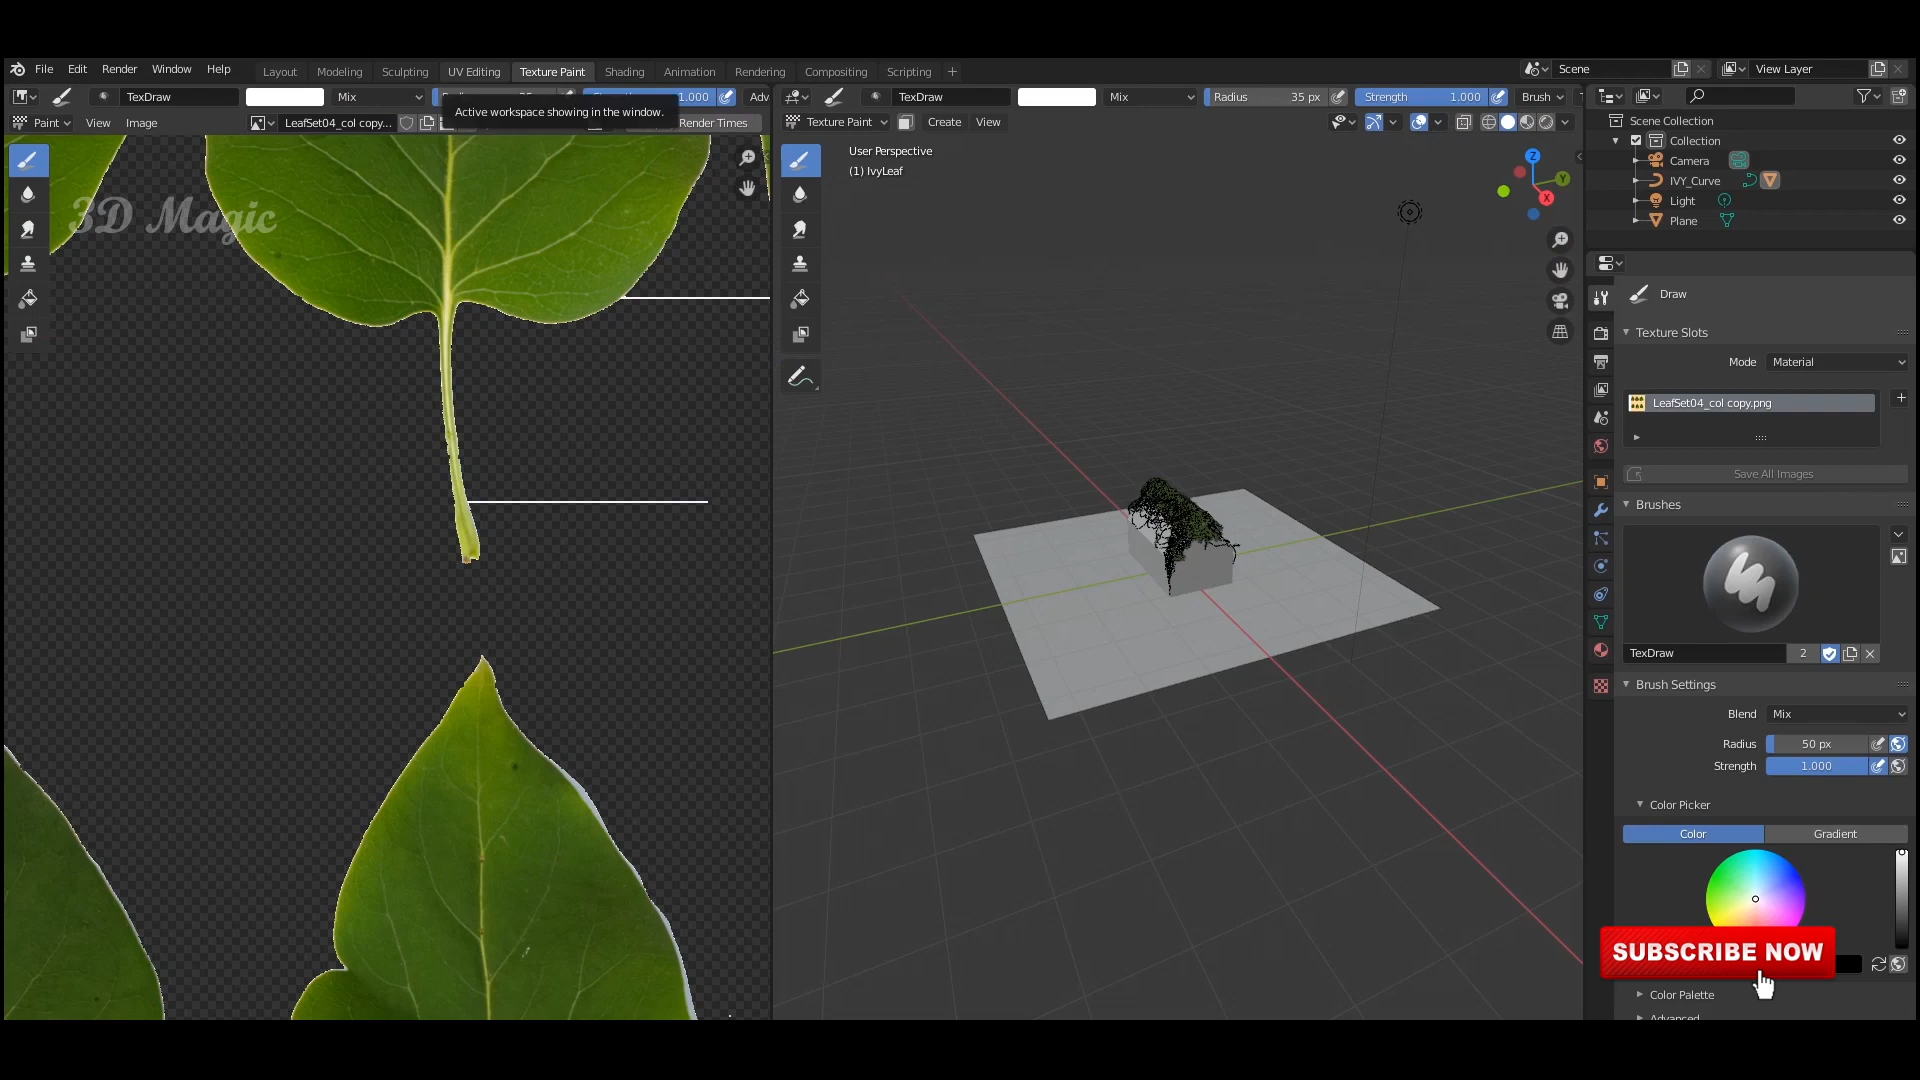 File Edit Render Window Help Layout Modeling Sculpting UV Editing Texture Paint Shading Animation Rendering Compositing Scripting + Scene View Layer
TexDraw Mix 1.000 Adv TexDraw Mix Radius 35 px Strength 1.000 Brush
Active workspace showing in the window.
Paint View Image LeafSet04_col copy... Render Times Texture Paint Create View
User Perspective
(1) IvyLeaf
3D Magic
Z
Y
X
Scene Collection
Collection
Camera
IVY_Curve
Light
Plane
Draw
Texture Slots
Mode Material
LeafSet04_col copy.png
Save All Images
Brushes
TexDraw 2
Brush Settings
Blend Mix
Radius 50 px
Strength 1.000
Color Picker
Color Gradient
SUBSCRIBE NOW
Color Palette
Advanced